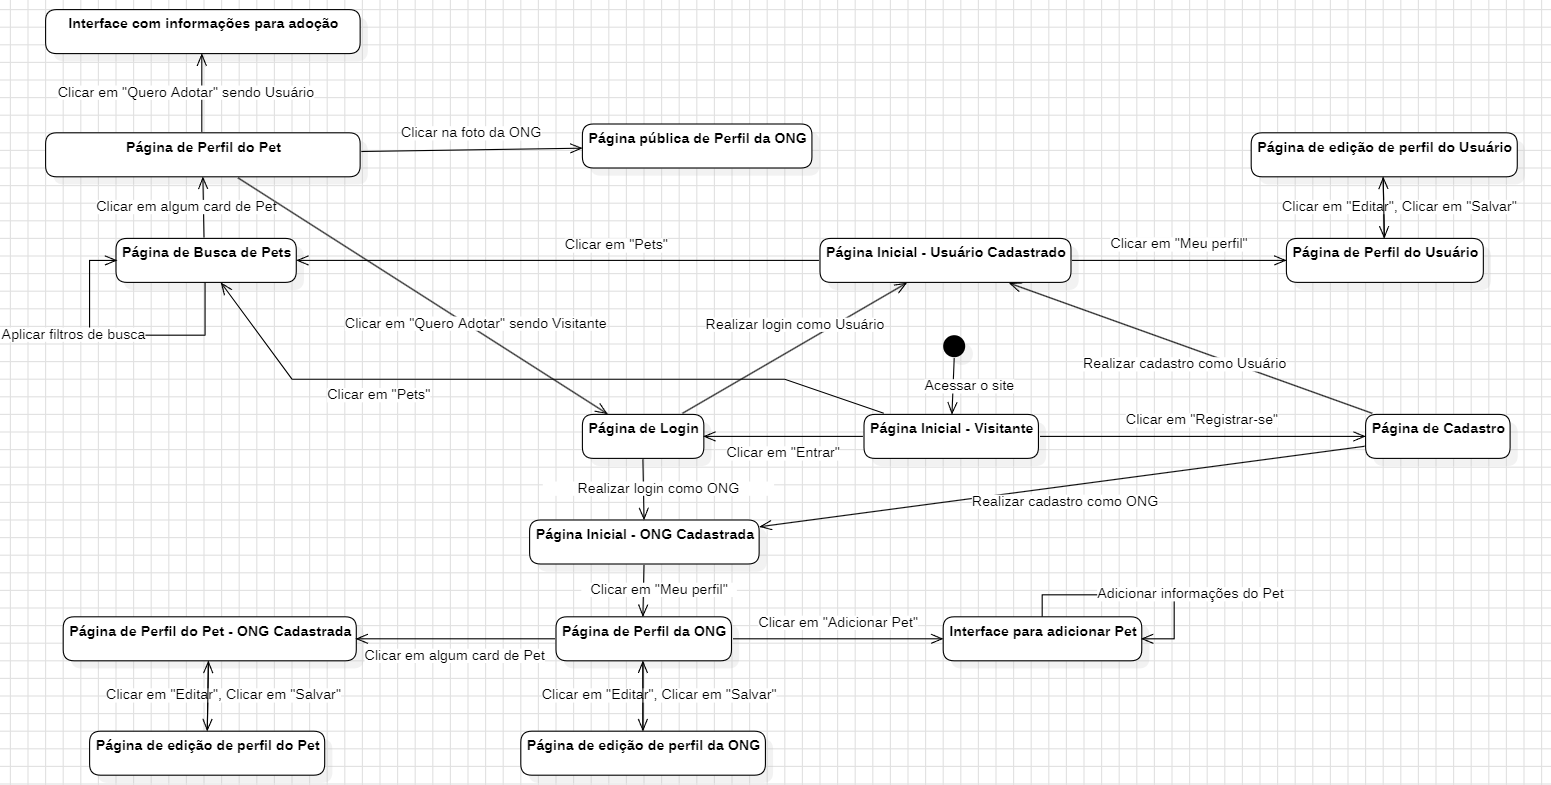 Interface com informações para adoção
Clicar em "Quero Adotar" sendo Usuário
Clicar na foto da ONG
Página de Perfil do Pet
Página pública de Perfil da ONG
Página de edição de perfil do Usuário
Clicar em algum card de Pet
Clicar em "Editar", Clicar em "Salvar"
Clicar em "Pets"
Clicar em "Meu perfil"
Página de Busca de Pets
Página Inicial - Usuário Cadastrado
Página de Perfil do Usuário
Aplicar filtros de busca
Clicar em "Quero Adotar" sendo Visitante
Realizar login como Usuário
Realizar cadastro como Usuário
Acessar o site
Clicar em "Pets"
Clicar em "Registrar-se"
Página de Login
Página Inicial - Visitante
Página de Cadastro
Clicar em "Entrar"
Realizar login como ONG
Realizar cadastro como ONG
Página Inicial - ONG Cadastrada
Clicar em "Meu perfil"
Adicionar informações do Pet
Clicar em "Adicionar Pet"
Página de Perfil do Pet - ONG Cadastrada
Página de Perfil da ONG
Interface para adicionar Pet
Clicar em algum card de Pet
Clicar em "Editar", Clicar em "Salvar"
Clicar em "Editar", Clicar em "Salvar"
Página de edição de perfil do Pet
Página de edição de perfil da ONG